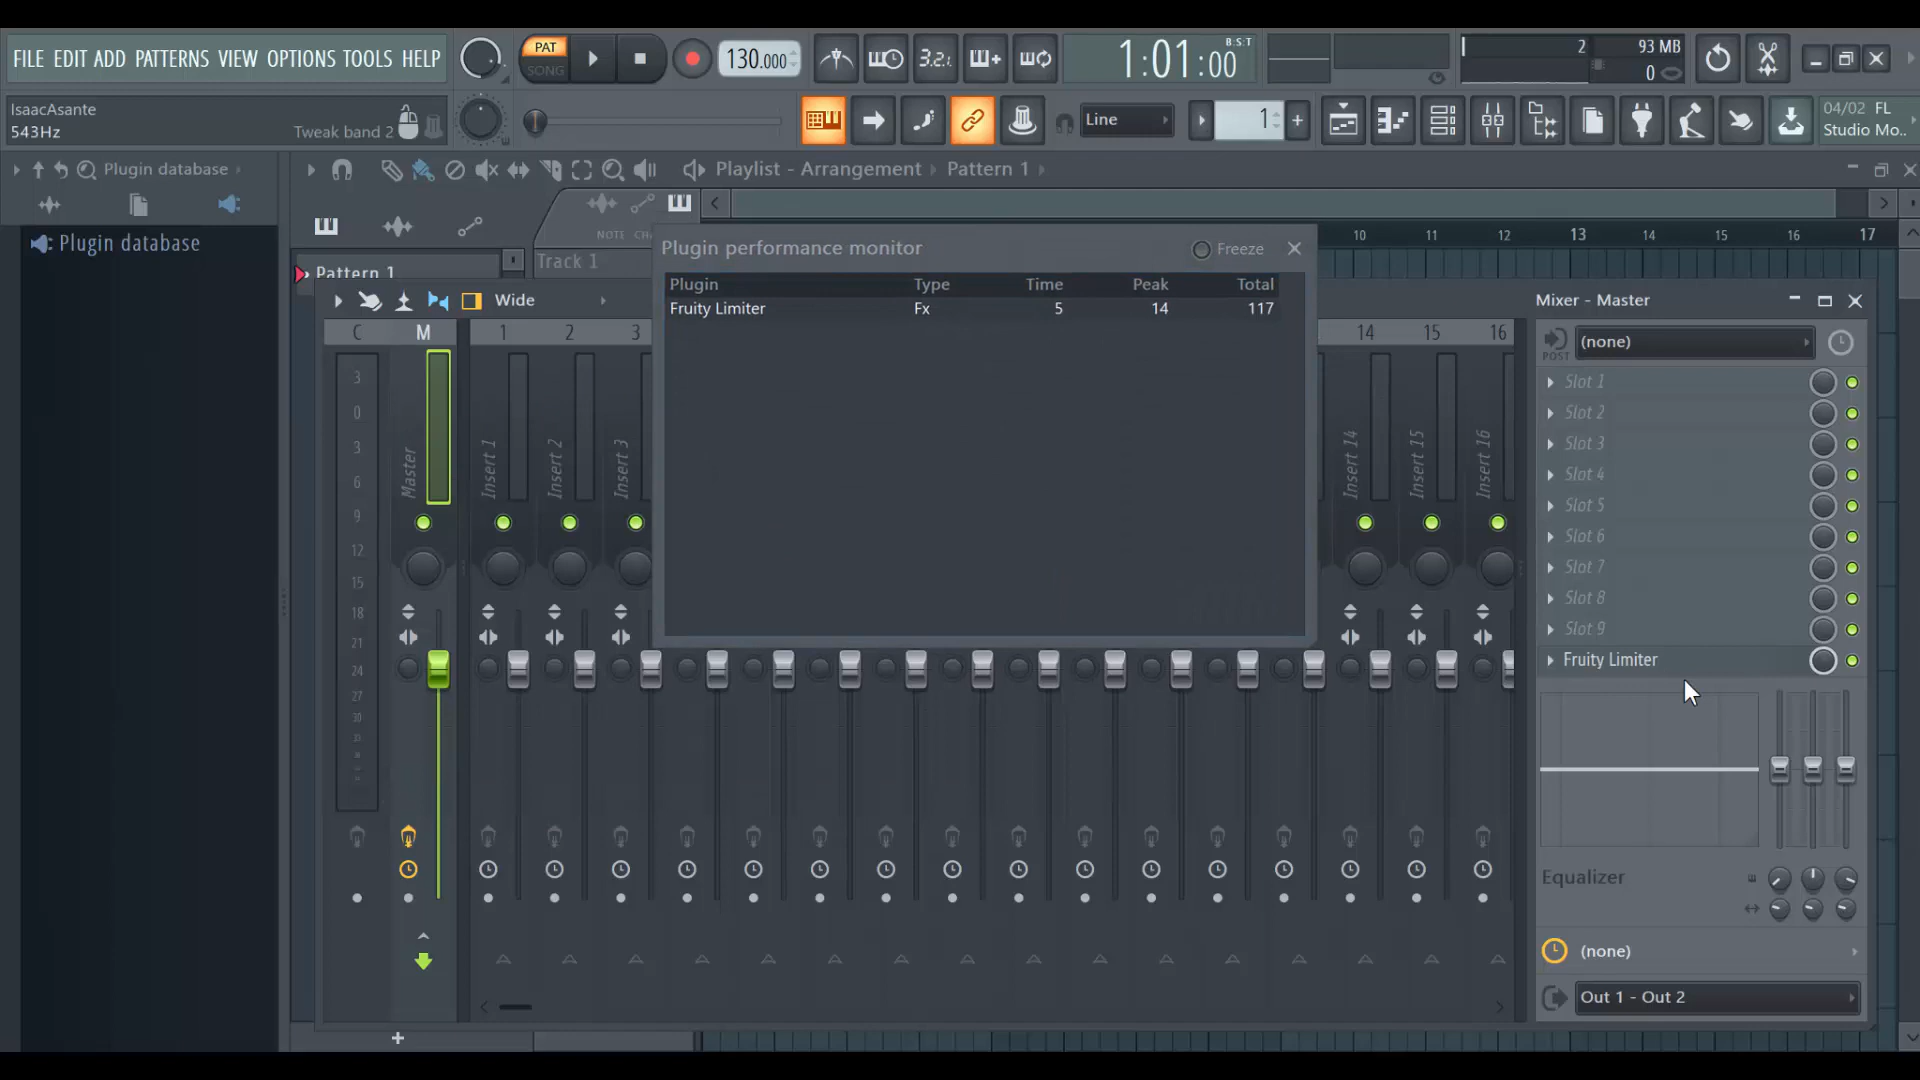 FILE EDIT ADD PATTERNS VIEW OPTIONS TOOLS HELP
PAT
SONG
130.000
3.2.
1:01:00
B:S:T
2
93 MB
0
IsaacAsante
543Hz
Tweak band 2
Line
1
04/02 FL
Studio Mo..
Plugin database
Playlist - Arrangement
Pattern 1
Plugin database
NOTE
10 11 12 13 14 15 16 17
Pattern 1
Track 1
Plugin performance monitor
Freeze
Plugin Type Time Peak Total
Fruity Limiter Fx 5 14 117
Wide
Mixer - Master
C M 1 2 3 14 15 16
POST
(none)
3
0
3
6
9
12
15
18
21
24
27
30
Master
Insert 1
Insert 2
Insert 3
Insert 14
Insert 15
Insert 16
Slot 1
Slot 2
Slot 3
Slot 4
Slot 5
Slot 6
Slot 7
Slot 8
Slot 9
Fruity Limiter
Equalizer
(none)
Out 1 - Out 2